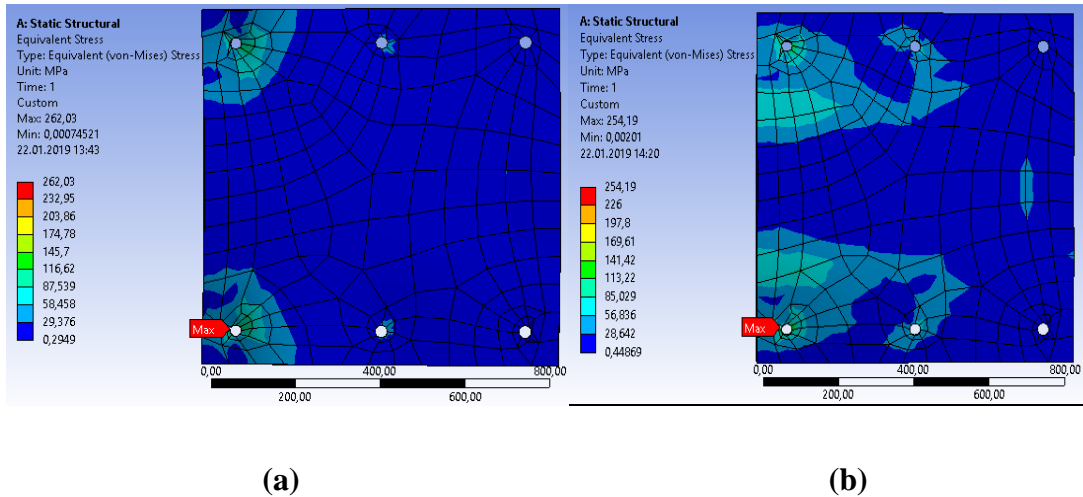 A: Static Structural
Equivalent Stress
Type: Equivalent (von-Mises) Stress
Unit: MPa
Time: 1
Custom
Max: 262,03
Min: 0,00074521
22.01.2019 13:43
262,03
232,95
203,86
174,78
145,7
116,62
87,539
58,458
29,376
0,2949
Max
0,00 400,00 800,00
200,00 600,00
(a)
A: Static Structural
Equivalent Stress
Type: Equivalent (von-Mises) Stress
Unit: MPa
Time: 1
Custom
Max: 254,19
Min: 0,00201
22.01.2019 14:20
254,19
226
197,8
169,61
141,42
113,22
85,029
56,836
28,642
0,44869
Max
0,00 400,00 800,00
200,00 600,00
(b)